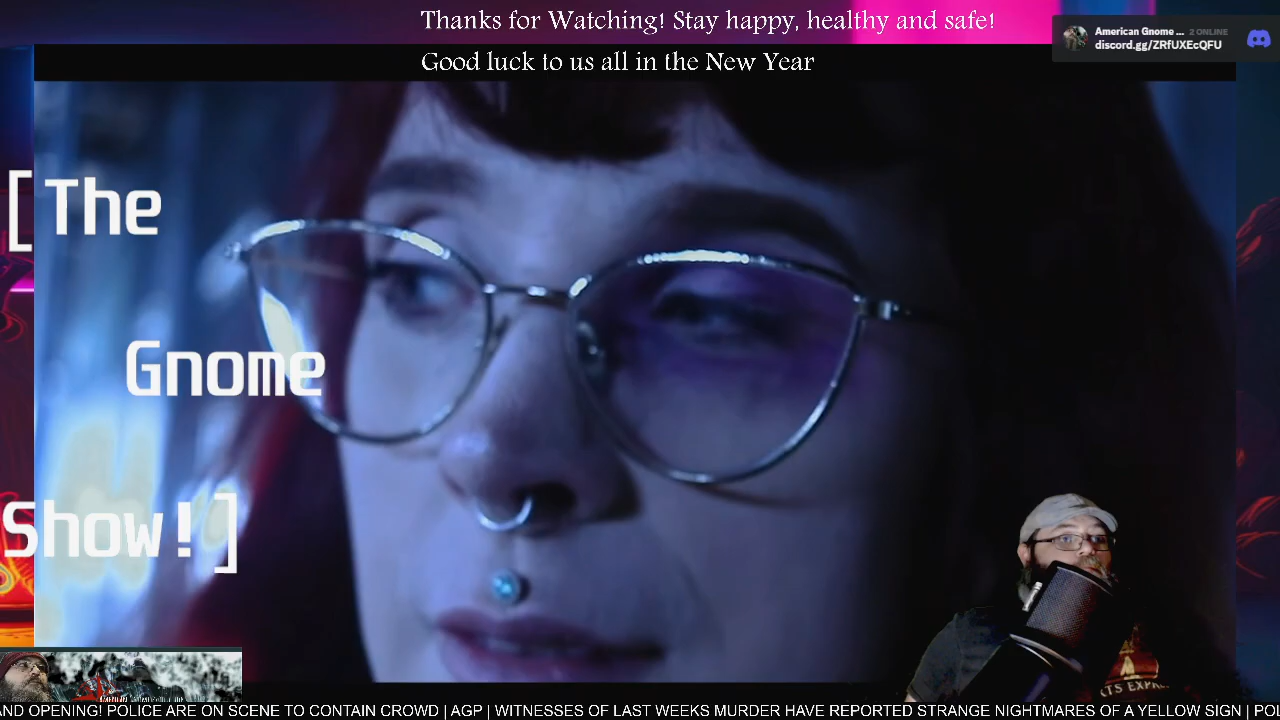 Thanks for Watching! Stay happy, healthy and safe!
Good luck to us all in the New Year
American Gnome ... 2 ONLINE
discord.gg/ZRfUXEcQFU
[The
Gnome
Show!]
AND OPENING! POLICE ARE ON SCENE TO CONTAIN CROWD | AGP | WITNESSES OF LAST WEEKS MURDER HAVE REPORTED STRANGE NIGHTMARES OF A YELLOW SIGN | POL